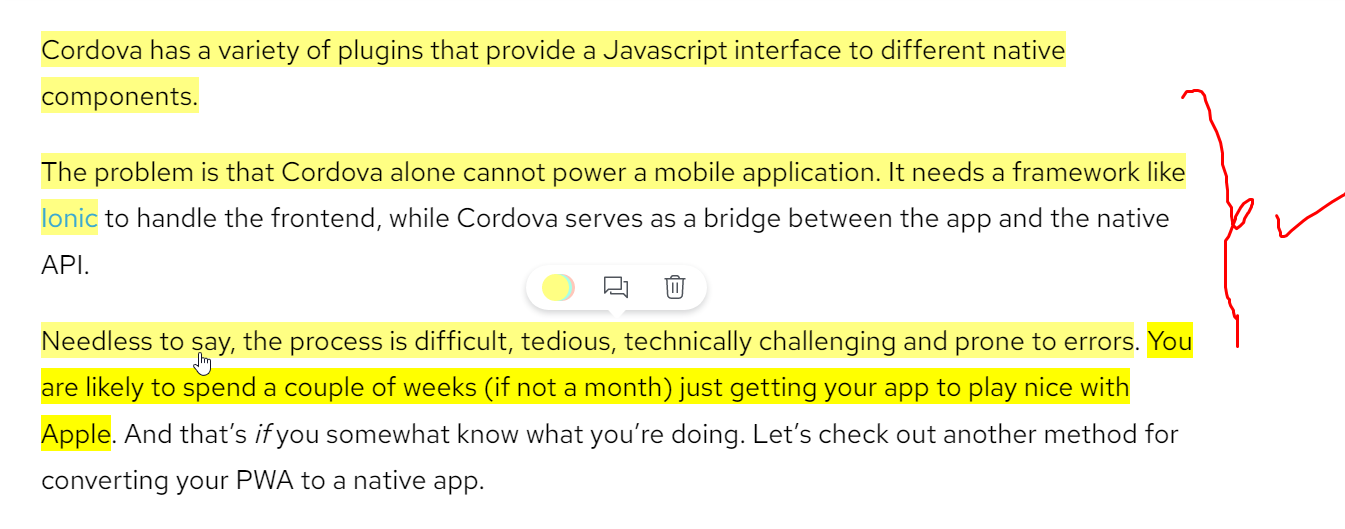 Cordova has a variety of plugins that provide a Javascript interface to different native
components.
The problem is that Cordova alone cannot power a mobile application. It needs a framework like
Ionic to handle the frontend, while Cordova serves as a bridge between the app and the native
API.
Needless to say, the process is difficult, tedious, technically challenging and prone to errors. You
are likely to spend a couple of weeks (if not a month) just getting your app to play nice with
Apple. And that’s if you somewhat know what you’re doing. Let’s check out another method for
converting your PWA to a native app.